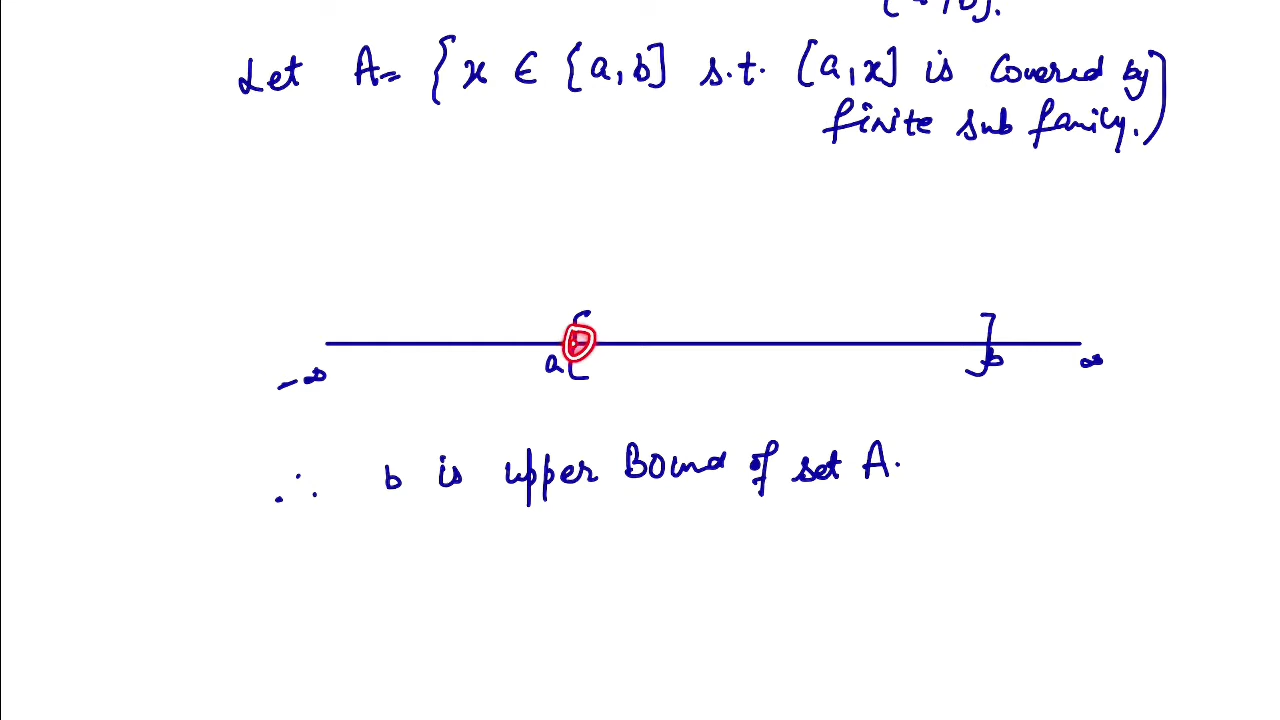 [a, b].
Let A = { x ∈ [a, b] s.t. [a, x] is Covered by
finite sub family. }
a b
-∞ ∞
∴ b is upper Bound of set A.